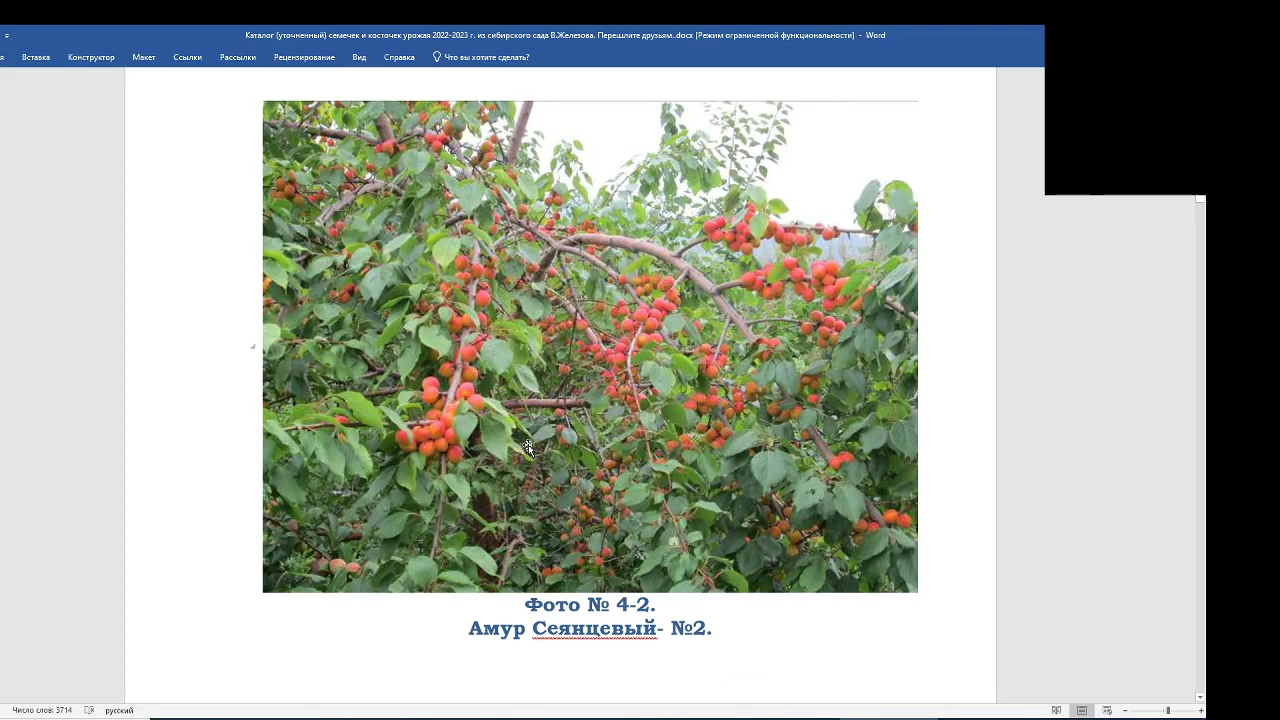 Каталог (уточненный) семечек и косточек урожая 2022-2023 г. из сибирского сада В.Железова. Перешлите друзьям..docx [Режим ограниченной функциональности] - Word
я Вставка Конструктор Макет Ссылки Рассылки Рецензирование Вид Справка Что вы хотите сделать?
Фото № 4-2.
Амур Сеянцевый- №2.
Число слов: 3714 русский